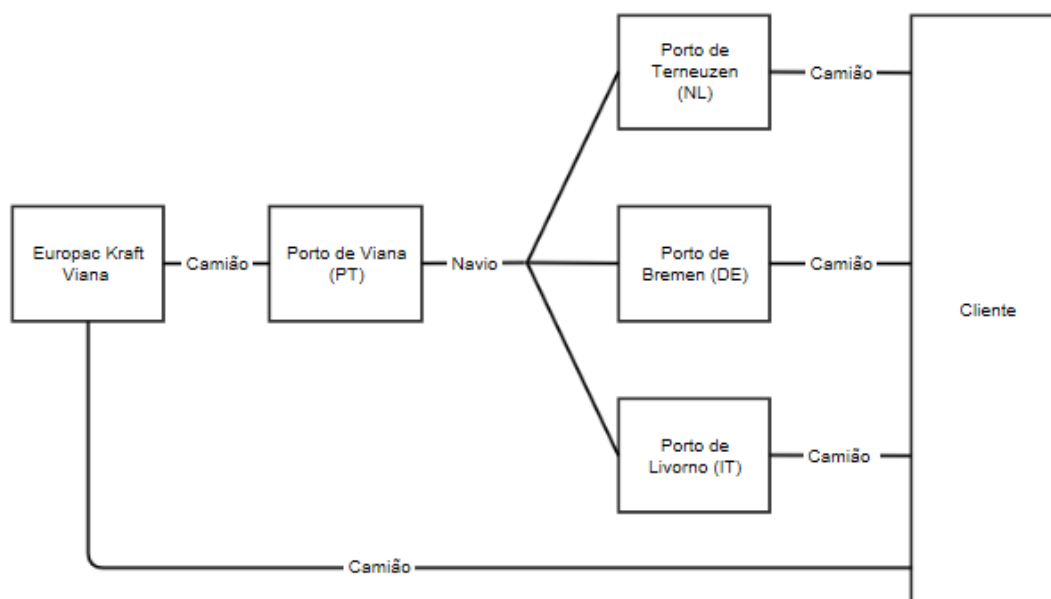 Porto de
Terneuzen
(NL)
Camião
Europac Kraft
Viana
Camião
Porto de Viana
(PT)
Navio
Porto de
Bremen (DE)
Camião
Cliente
Porto de
Livorno (IT)
Camião
Camião